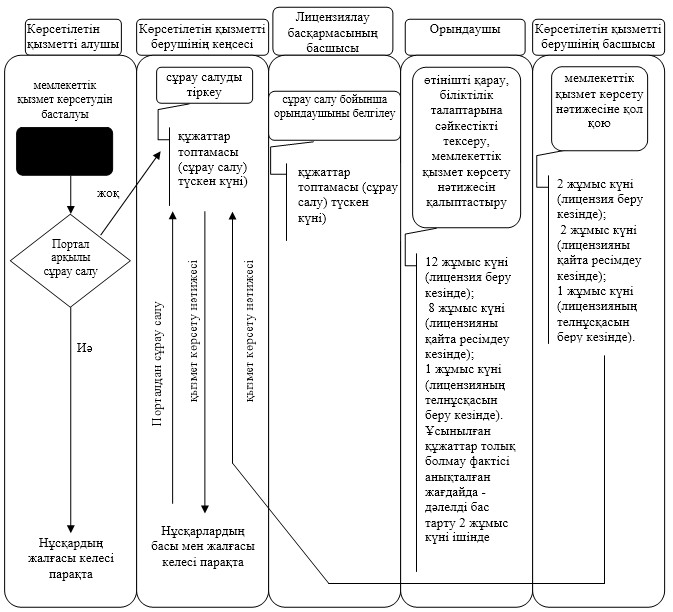 Көрсетілетін
қызметті алушы
мемлекеттік
қызмет көрсетудін
басталуы
жоқ
Портал
арқылы
сұрау салу
Иә
Нұсқардың
жалғасы келесі
парақта
Көрсетілетін қызметті
берушінің кеңсесі
сұрау салуды
тіркеу
құжаттар
топтамасы
(сұрау салу)
түскен күні)
Порталдан сұрау салу
қызмет көрсету нәтижесі
қызмет көрсету нәтижесі
Нұсқарлардың
басы мен жалғасы
келесі парақта
Лицензиялау
басқармасының
басшысы
сұрау салу бойынша
орындаушыны белгілеу
құжаттар
топтамасы (сұрау
салу) түскен
күні)
Орындаушы
өтінішті қарау,
біліктілік
талаптарына
сәйкестікті
тексеру,
мемлекеттік
қызмет көрсету
нәтижесін
қалыптастыру
12 жұмыс күні
(лицензия беру
кезінде);
8 жұмыс күні
(лицензияны
қайта ресімдеу
кезінде);
1 жұмыс күні
(лицензияның
телнұсқасын
беру кезінде).
Ұсынылған
құжаттар толық
болмау фактісі
анықталған
жағдайда -
дәлелді бас
тарту 2 жұмыс
күні ішінде
Көрсетілетін қызметті
берушінің басшысы
мемлекеттік
қызмет көрсету
нәтижесіне қол
қою
2 жұмыс күні
(лицензия беру
кезінде);
2 жұмыс күні
(лицензияны
қайта ресімдеу
кезінде);
1 жұмыс күні
(лицензияның
телнұсқасын
беру кезінде).